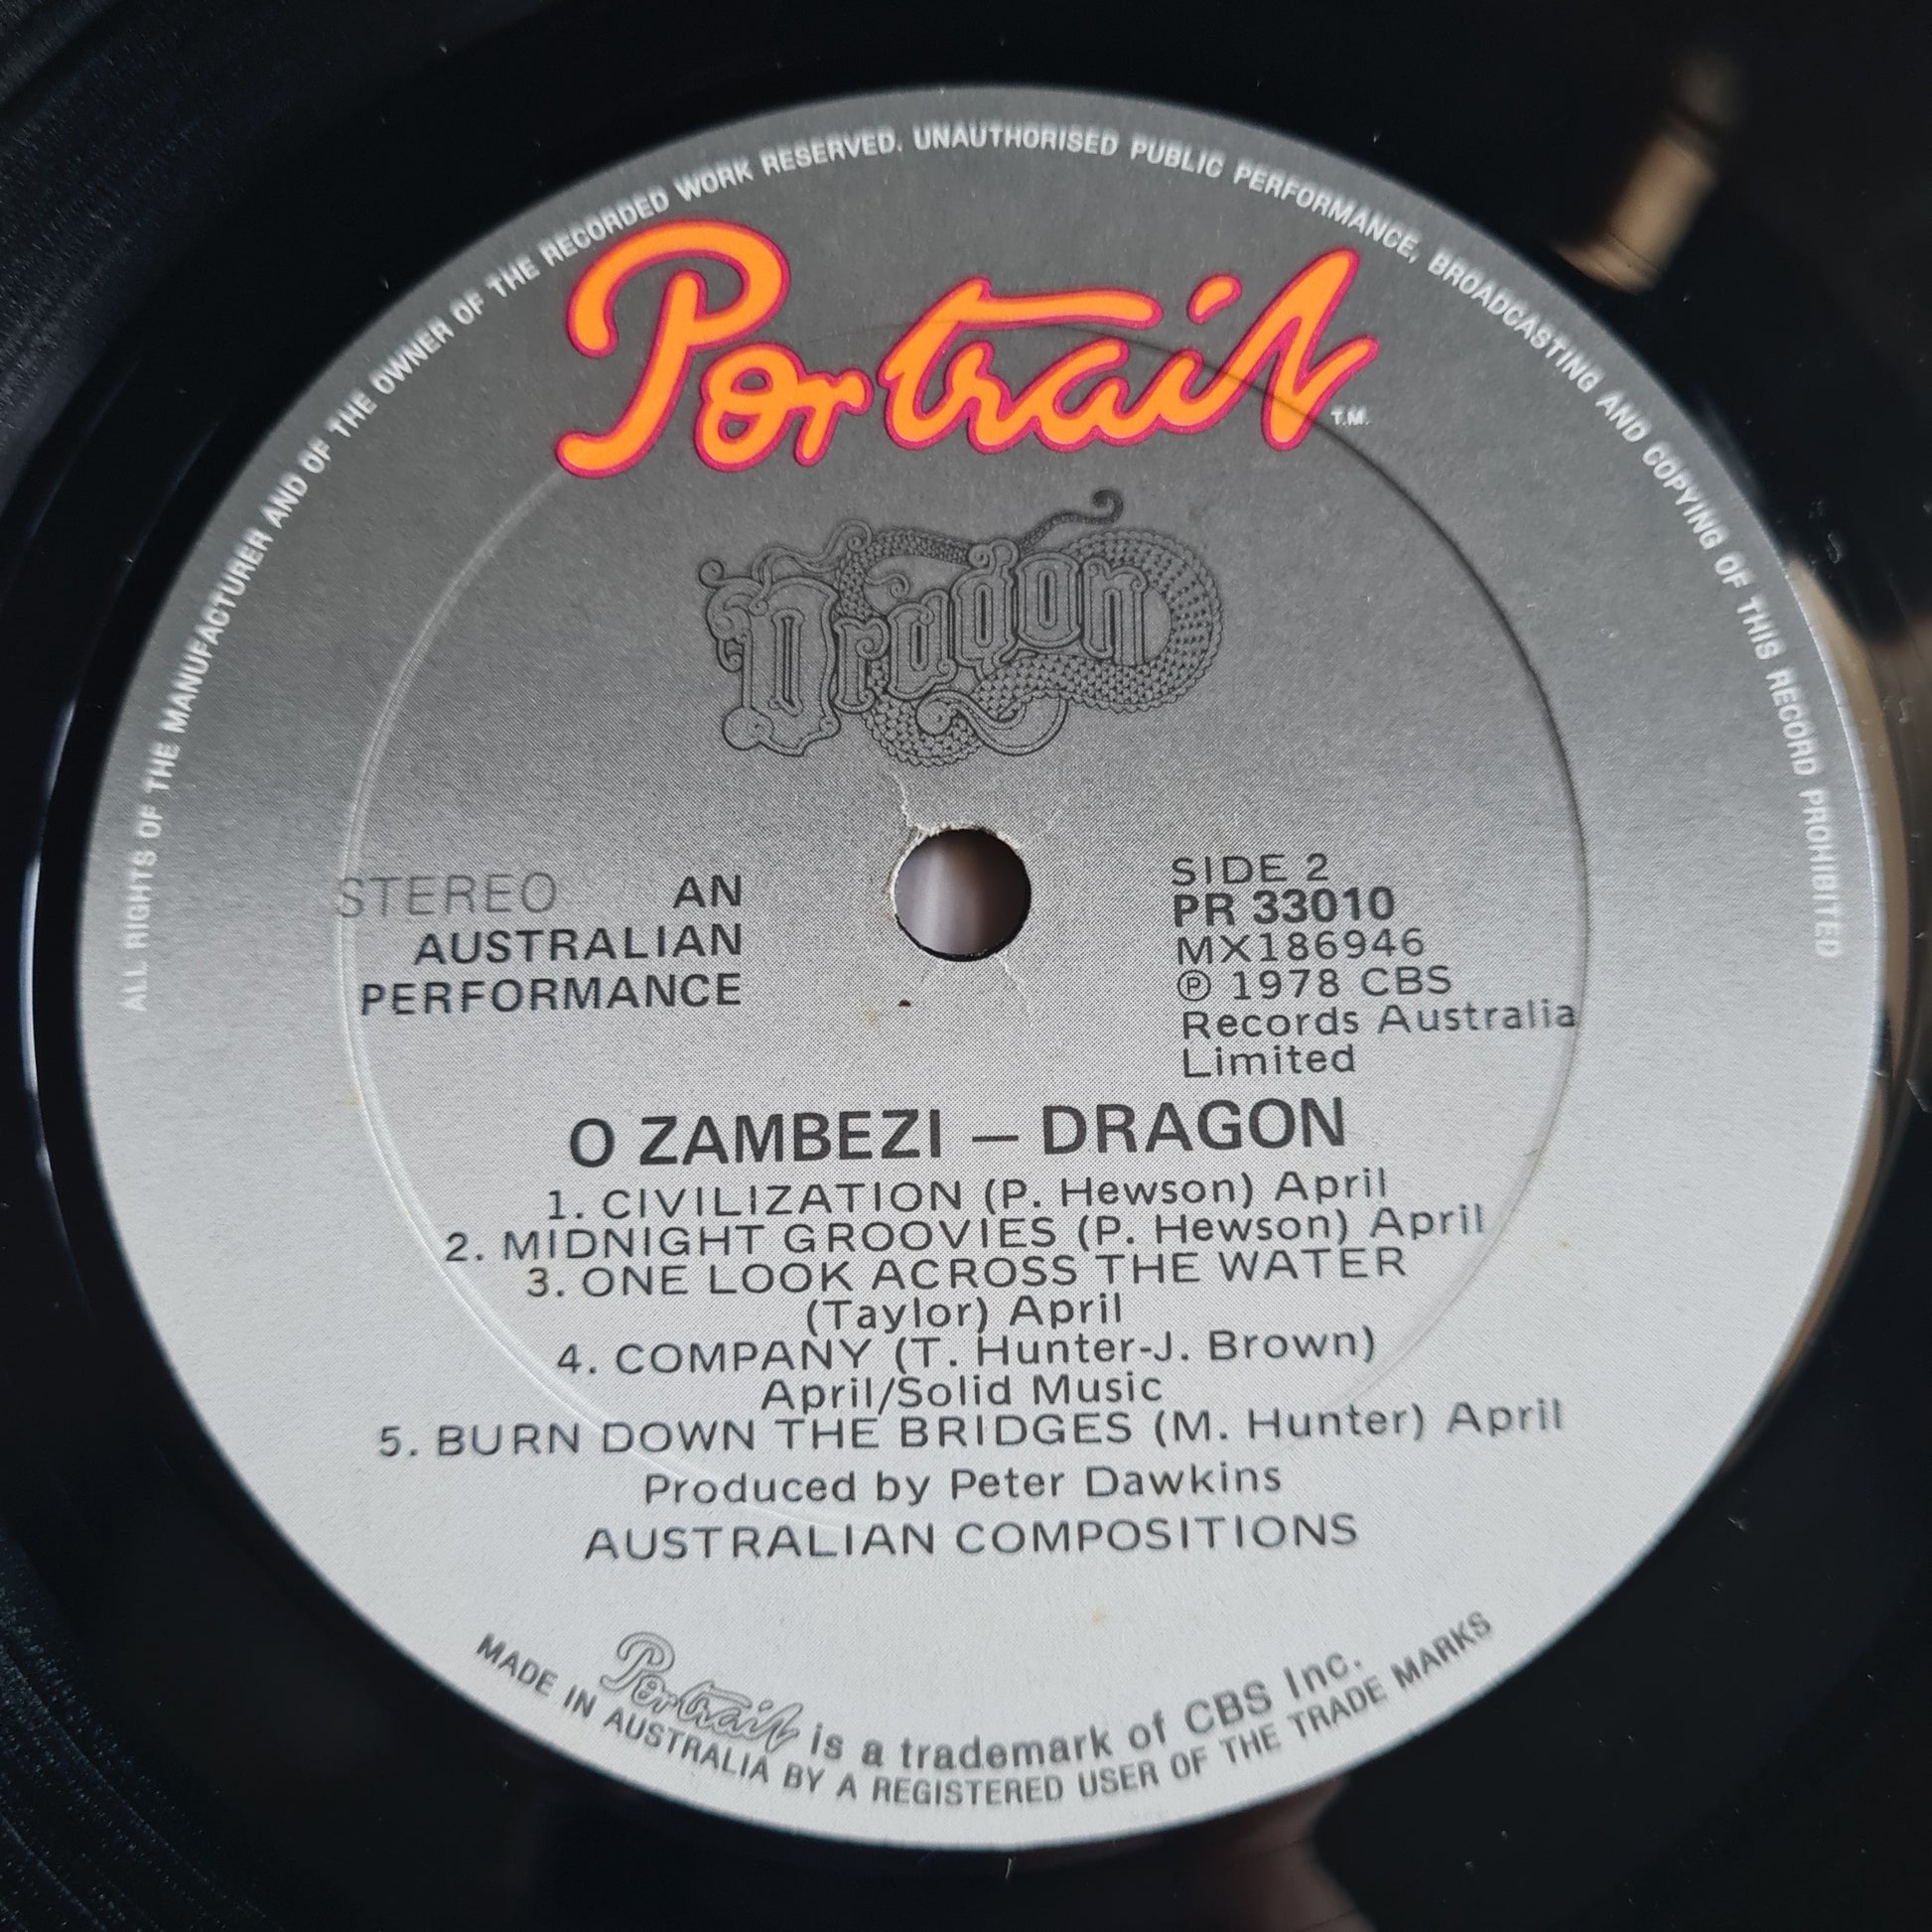 ALL RIGHTS OF THE MANUFACTURER AND OF THE OWNER OF THE RECORDED WORK RESERVED. UNAUTHORISED PUBLIC PERFORMANCE, BROADCASTING AND COPYING OF THIS RECORD PROHIBITED
Portrait
T.M.
Dragon
STEREO AN
AUSTRALIAN
PERFORMANCE
SIDE 2
PR 33010
MX186946
Ⓟ 1978 CBS
Records Australia
Limited
O ZAMBEZI — DRAGON
1. CIVILIZATION (P. Hewson) April
2. MIDNIGHT GROOVIES (P. Hewson) April
3. ONE LOOK ACROSS THE WATER
(Taylor) April
4. COMPANY (T. Hunter-J. Brown)
April/Solid Music
5. BURN DOWN THE BRIDGES (M. Hunter) April
Produced by Peter Dawkins
AUSTRALIAN COMPOSITIONS
Portrait is a trademark of CBS Inc.
MADE IN AUSTRALIA BY A REGISTERED USER OF THE TRADE MARKS